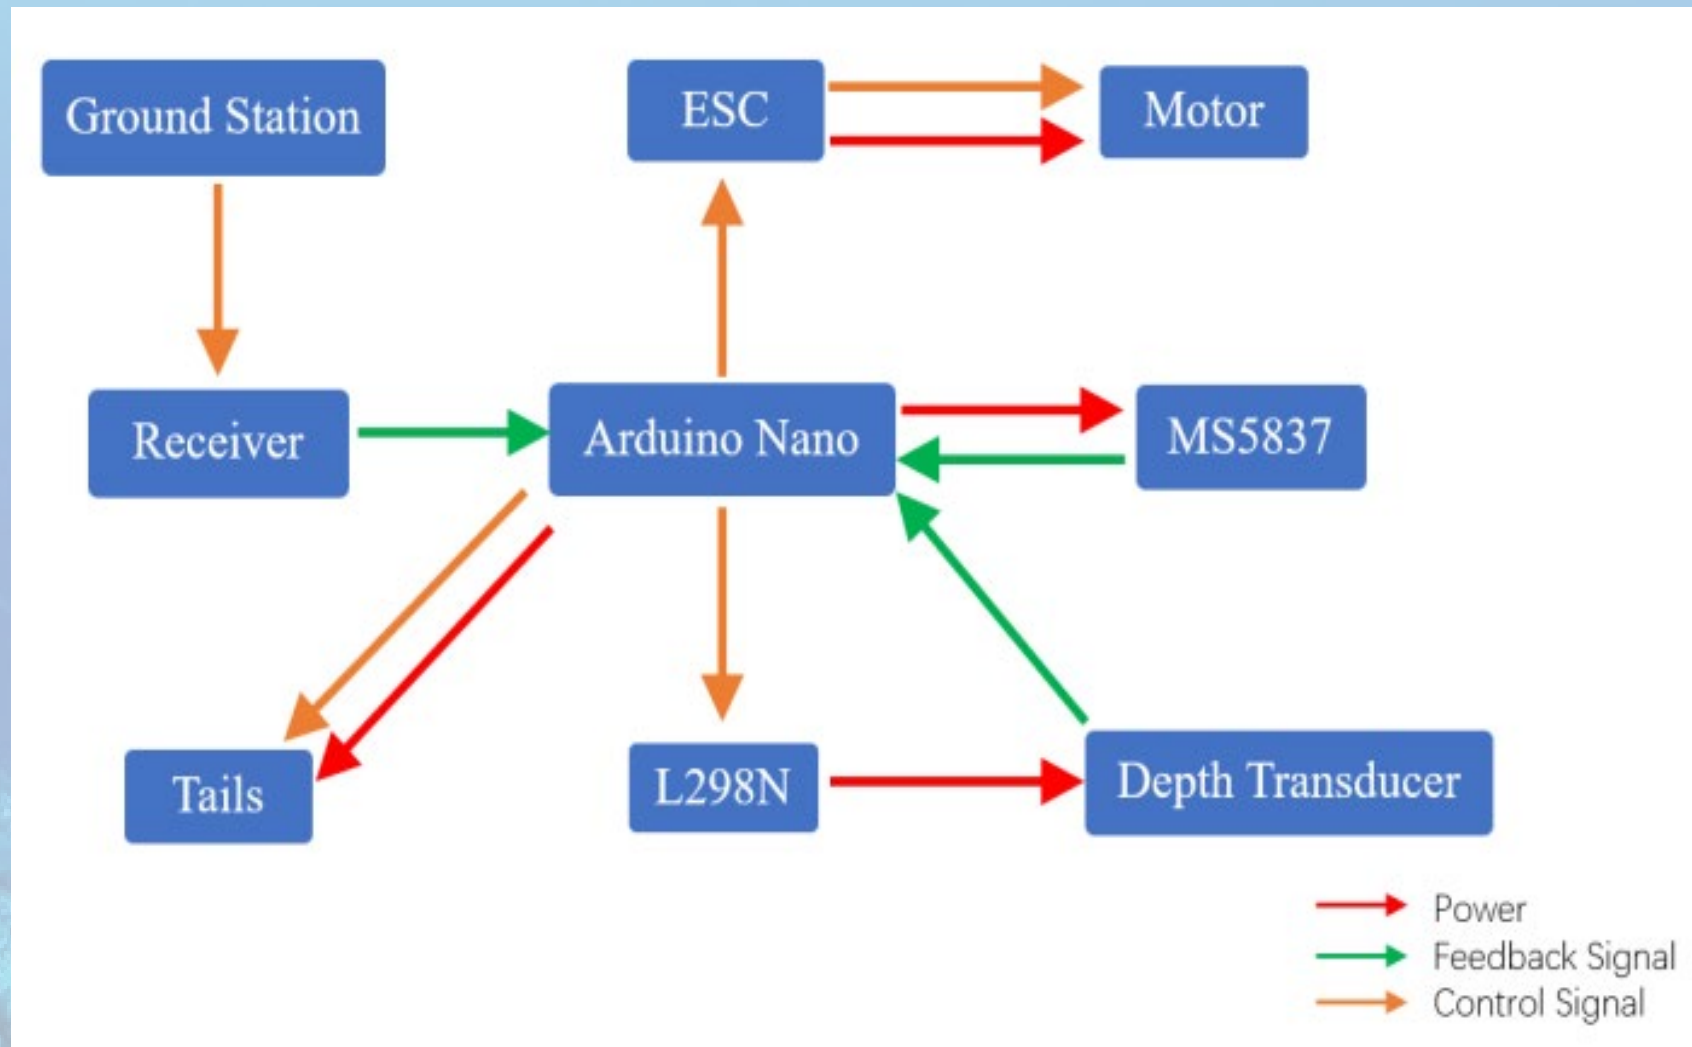 Ground Station
ESC
Motor
Receiver
Arduino Nano
MS5837
Tails
L298N
Depth Transducer
Power
Feedback Signal
Control Signal